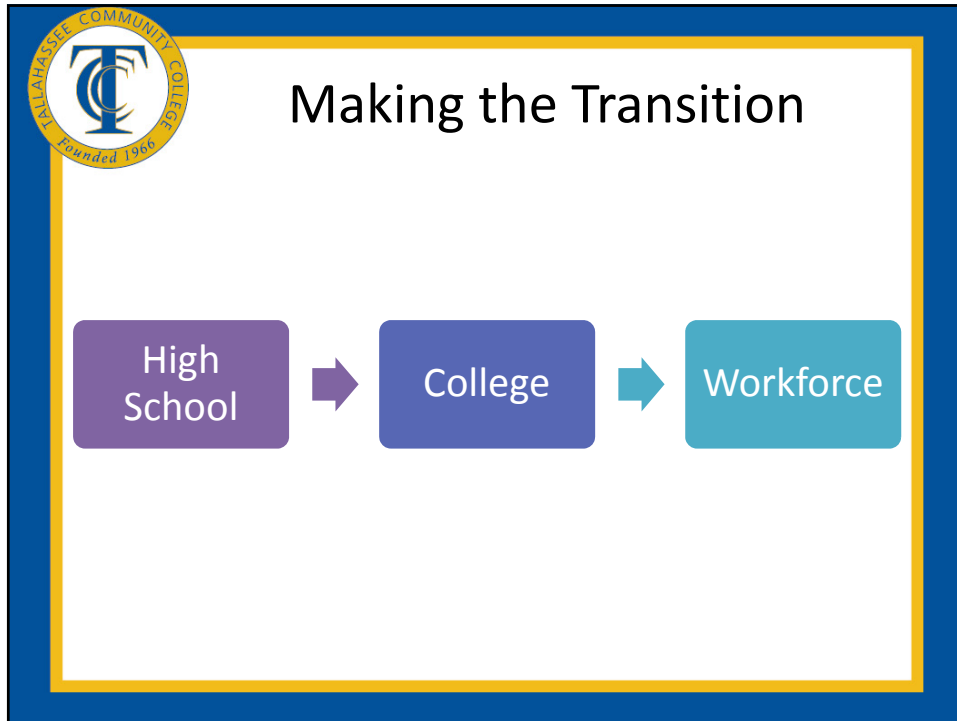 TALLAHASSEE COMMUNITY COLLEGE
TCC
Founded 1966
Making the Transition
High
School
College
Workforce